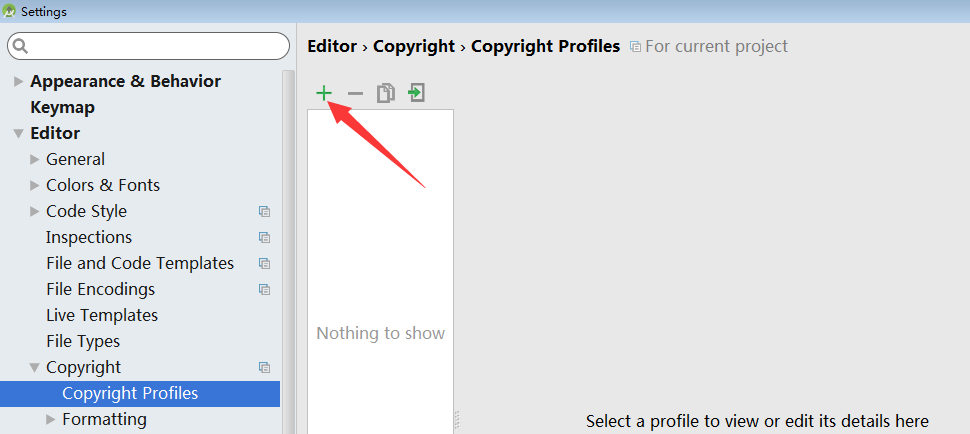 Settings
Editor › Copyright › Copyright Profiles For current project
Appearance & Behavior
Keymap
Editor
General
Colors & Fonts
Code Style
Inspections
File and Code Templates
File Encodings
Live Templates
File Types
Copyright
Copyright Profiles
Formatting
Nothing to show
Select a profile to view or edit its details here